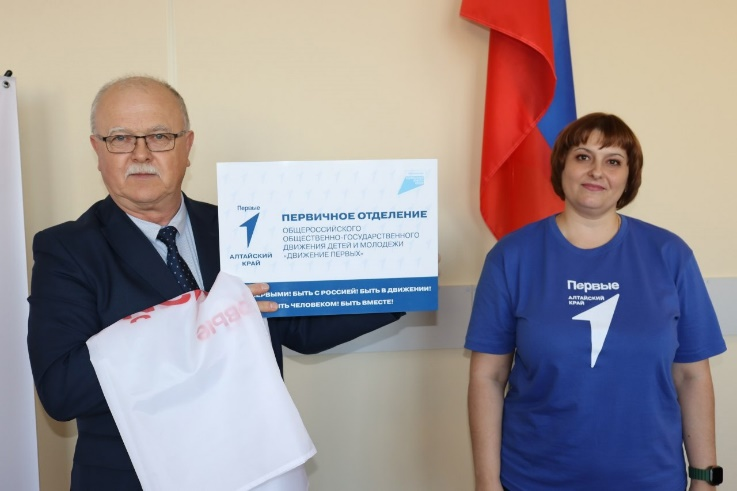 Первые
АЛТАЙСКИЙ
КРАЙ
ПЕРВИЧНОЕ ОТДЕЛЕНИЕ
ОБЩЕРОССИЙСКОГО
ОБЩЕСТВЕННО-ГОСУДАРСТВЕННОГО
ДВИЖЕНИЯ ДЕТЕЙ И МОЛОДЕЖИ
«ДВИЖЕНИЕ ПЕРВЫХ»
БЫТЬ С РОССИЕЙ! БЫТЬ В ДВИЖЕНИИ!
ЧЕЛОВЕКОМ! БЫТЬ ВМЕСТЕ!
Первые
АЛТАЙСКИЙ
КРАЙ